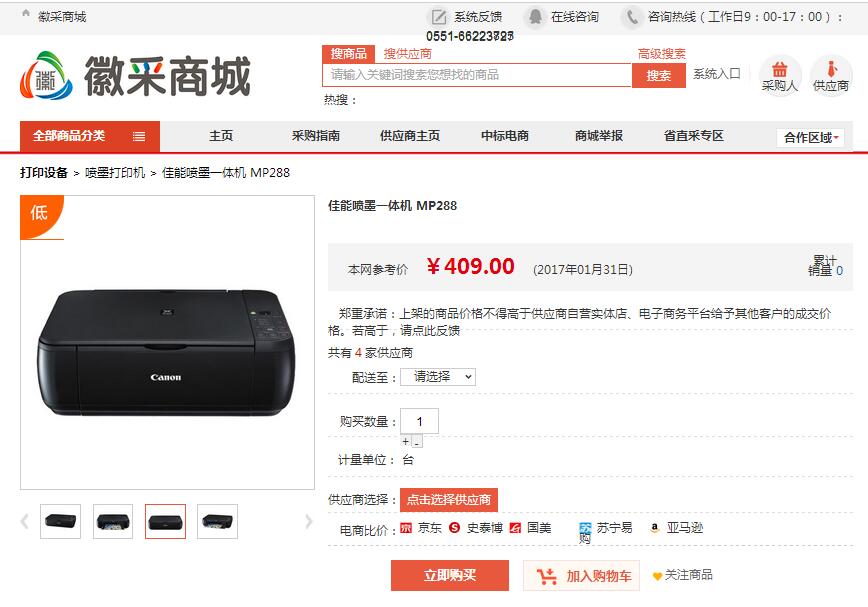 徽采商城
系统反馈
在线咨询
咨询热线（工作日9：00-17：00）：
徽采商城
搜商品 搜供应商 高级搜索
请输入关键词搜索您想找的商品 搜索
系统入口
采购人
供应商
热搜：
全部商品分类 主页 采购指南 供应商主页 中标电商 商城举报 省直采专区 合作区域
打印设备 > 喷墨打印机 > 佳能喷墨一体机 MP288
低
Canon
佳能喷墨一体机 MP288
本网参考价 ￥409.00 (2017年01月31日)
累计
销量 0
郑重承诺：上架的商品价格不得高于供应商自营实体店、电子商务平台给予其他客户的成交价
格。若高于，请点此反馈
共有 4 家供应商
配送至： 请选择
购买数量： 1
+ -
计量单位： 台
供应商选择： 点击选择供应商
电商比价： 京东 史泰博 国美 苏宁易
购 亚马逊
立即购买 加入购物车 关注商品